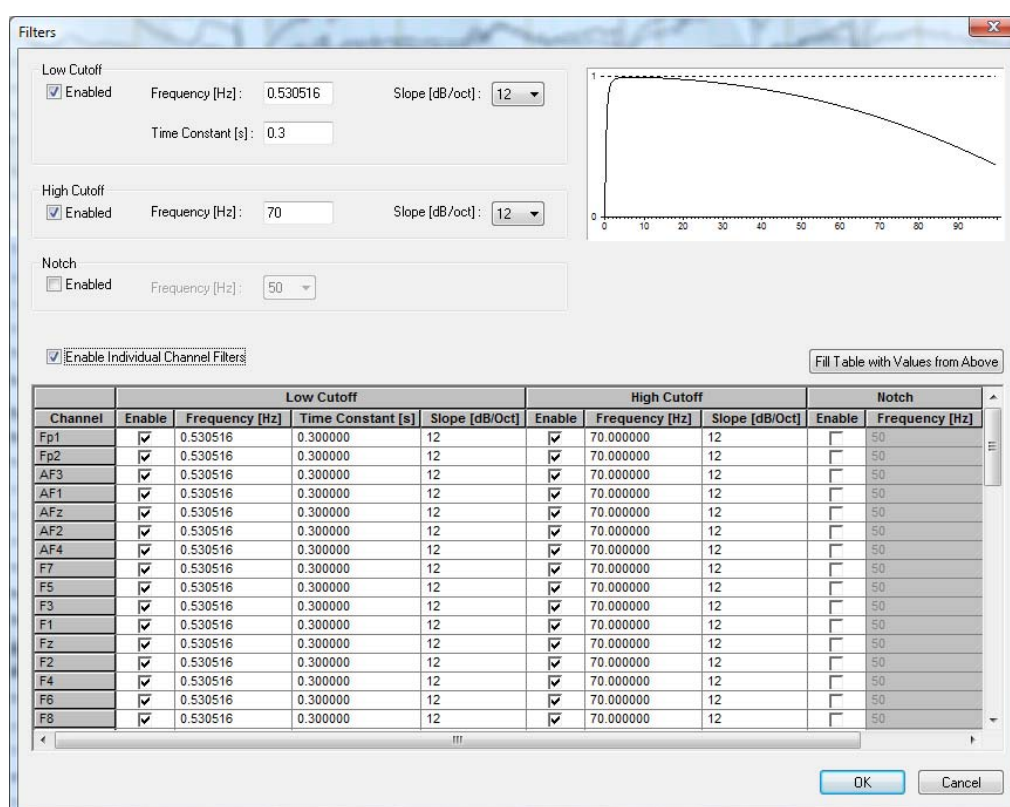 Filters
Low Cutoff
Enabled Frequency [Hz] : 0.530516 Slope [dB/oct] : 12
Time Constant [s] : 0.3
High Cutoff
Enabled Frequency [Hz] : 70 Slope [dB/oct] : 12
Notch
Enabled Frequency [Hz] : 50
1
0
0 10 20 30 40 50 60 70 80 90
Enable Individual Channel Filters
Fill Table with Values from Above
Low Cutoff High Cutoff Notch
Channel Enable Frequency [Hz] Time Constant [s] Slope [dB/Oct] Enable Frequency [Hz] Slope [dB/Oct] Enable Frequency [Hz]
Fp1 0.530516 0.300000 12 70.000000 12 50
Fp2 0.530516 0.300000 12 70.000000 12 50
AF3 0.530516 0.300000 12 70.000000 12 50
AF1 0.530516 0.300000 12 70.000000 12 50
AFz 0.530516 0.300000 12 70.000000 12 50
AF2 0.530516 0.300000 12 70.000000 12 50
AF4 0.530516 0.300000 12 70.000000 12 50
F7 0.530516 0.300000 12 70.000000 12 50
F5 0.530516 0.300000 12 70.000000 12 50
F3 0.530516 0.300000 12 70.000000 12 50
F1 0.530516 0.300000 12 70.000000 12 50
Fz 0.530516 0.300000 12 70.000000 12 50
F2 0.530516 0.300000 12 70.000000 12 50
F4 0.530516 0.300000 12 70.000000 12 50
F6 0.530516 0.300000 12 70.000000 12 50
F8 0.530516 0.300000 12 70.000000 12 50
OK Cancel